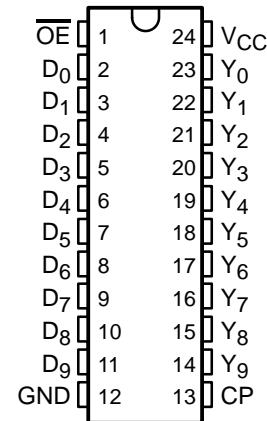 O̅E̅ 1 24 VCC
D0 2 23 Y0
D1 3 22 Y1
D2 4 21 Y2
D3 5 20 Y3
D4 6 19 Y4
D5 7 18 Y5
D6 8 17 Y6
D7 9 16 Y7
D8 10 15 Y8
D9 11 14 Y9
GND 12 13 CP